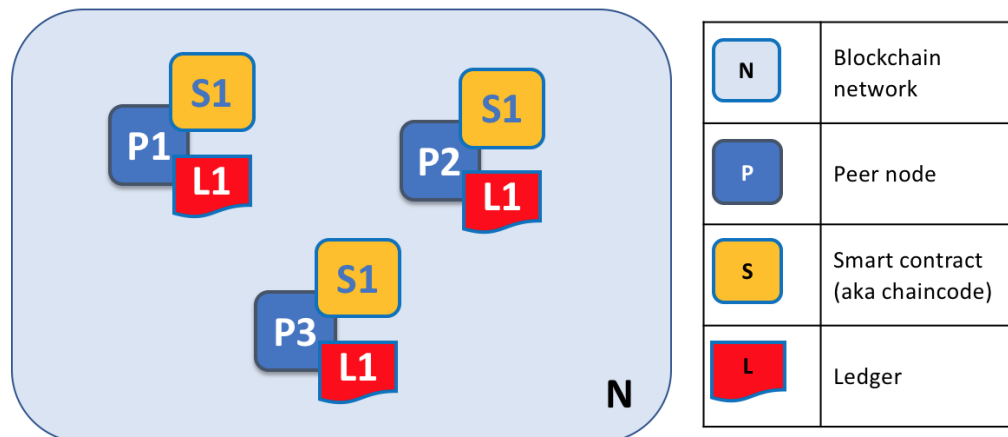 S1
P1
L1
S1
P2
L1
S1
P3
L1
N
N
Blockchain
network
P
Peer node
S
Smart contract
(aka chaincode)
L
Ledger